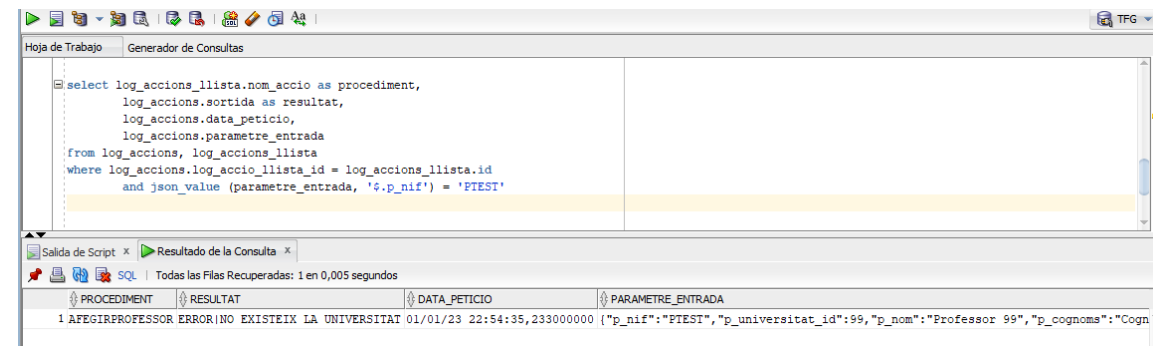 TFG
Hoja de Trabajo Generador de Consultas
select log_accions_llista.nom_accio as procediment,
log_accions.sortida as resultat,
log_accions.data_peticio,
log_accions.parametre_entrada
from log_accions, log_accions_llista
where log_accions.log_accio_llista_id = log_accions_llista.id
and json_value (parametre_entrada, '$.p_nif') = 'PTEST'
Salida de Script x Resultado de la Consulta x
SQL | Todas las Filas Recuperadas: 1 en 0,005 segundos
PROCEDIMENT RESULTAT DATA_PETICIO PARAMETRE_ENTRADA
1 AFEGIRPROFESSOR ERROR|NO EXISTEIX LA UNIVERSITAT 01/01/23 22:54:35,233000000 {"p_nif":"PTEST","p_universitat_id":99,"p_nom":"Professor 99","p_cognoms":"Cogn